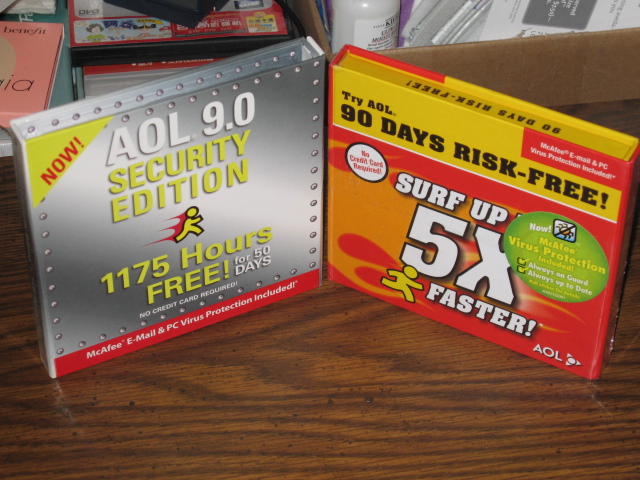 benefit
NOW!
AOL® 9.0
SECURITY
EDITION
1175 Hours
FREE! for 50
DAYS
NO CREDIT CARD REQUIRED!
McAfee® E-Mail & PC Virus Protection Included!*
90 DAYS RISK-FREE!
Try AOL®
90 DAYS RISK-FREE!
McAfee® E-Mail & PC
Virus Protection Included!*
No
Credit Card
Required!
SURF UP
5X
FASTER!*
Now!
McAfee®
Virus Protection
Included!
Always on Guard
Always up to Date
AOL